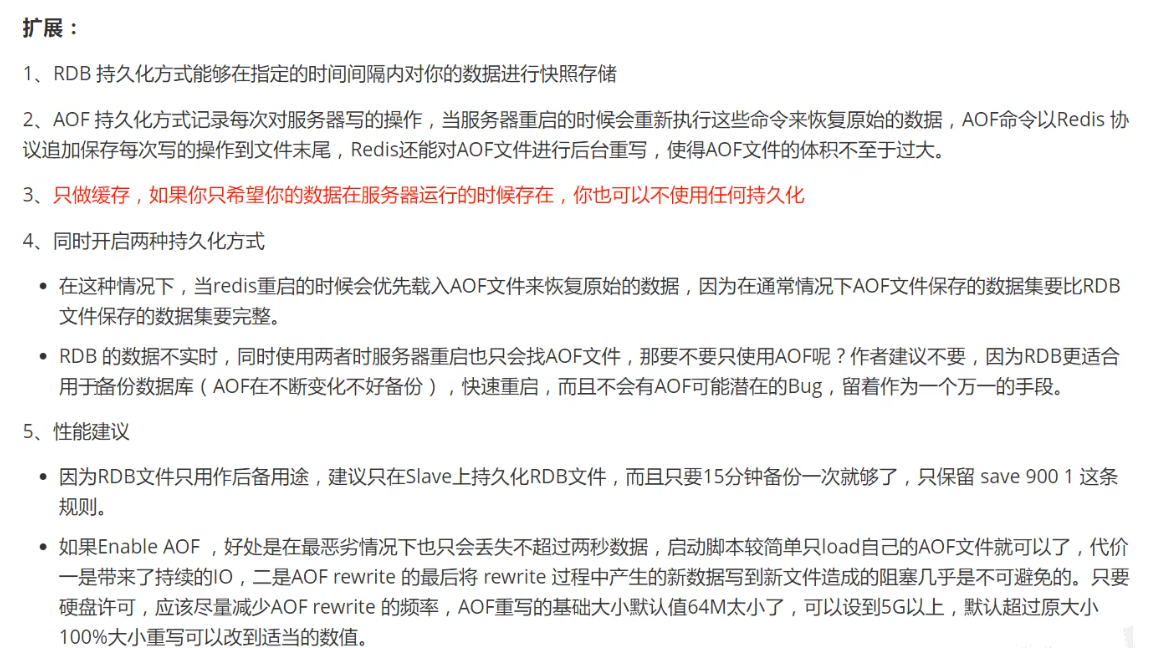 扩展：
1、RDB 持久化方式能够在指定的时间间隔内对你的数据进行快照存储
2、AOF 持久化方式记录每次对服务器写的操作，当服务器重启的时候会重新执行这些命令来恢复原始的数据，AOF命令以Redis 协
议追加保存每次写的操作到文件末尾，Redis还能对AOF文件进行后台重写，使得AOF文件的体积不至于过大。
3、只做缓存，如果你只希望你的数据在服务器运行的时候存在，你也可以不使用任何持久化
4、同时开启两种持久化方式
• 在这种情况下，当redis重启的时候会优先载入AOF文件来恢复原始的数据，因为在通常情况下AOF文件保存的数据集要比RDB
文件保存的数据集要完整。
• RDB 的数据不实时，同时使用两者时服务器重启也只会找AOF文件，那要不要只使用AOF呢？作者建议不要，因为RDB更适合
用于备份数据库（AOF在不断变化不好备份），快速重启，而且不会有AOF可能潜在的Bug，留着作为一个万一的手段。
5、性能建议
• 因为RDB文件只用作后备用途，建议只在Slave上持久化RDB文件，而且只要15分钟备份一次就够了，只保留 save 900 1 这条
规则。
• 如果Enable AOF ，好处是在最恶劣情况下也只会丢失不超过两秒数据，启动脚本较简单只load自己的AOF文件就可以了，代价
一是带来了持续的IO，二是AOF rewrite 的最后将 rewrite 过程中产生的新数据写到新文件造成的阻塞几乎是不可避免的。只要
硬盘许可，应该尽量减少AOF rewrite 的频率，AOF重写的基础大小默认值64M太小了，可以设到5G以上，默认超过原大小
100%大小重写可以改到适当的数值。